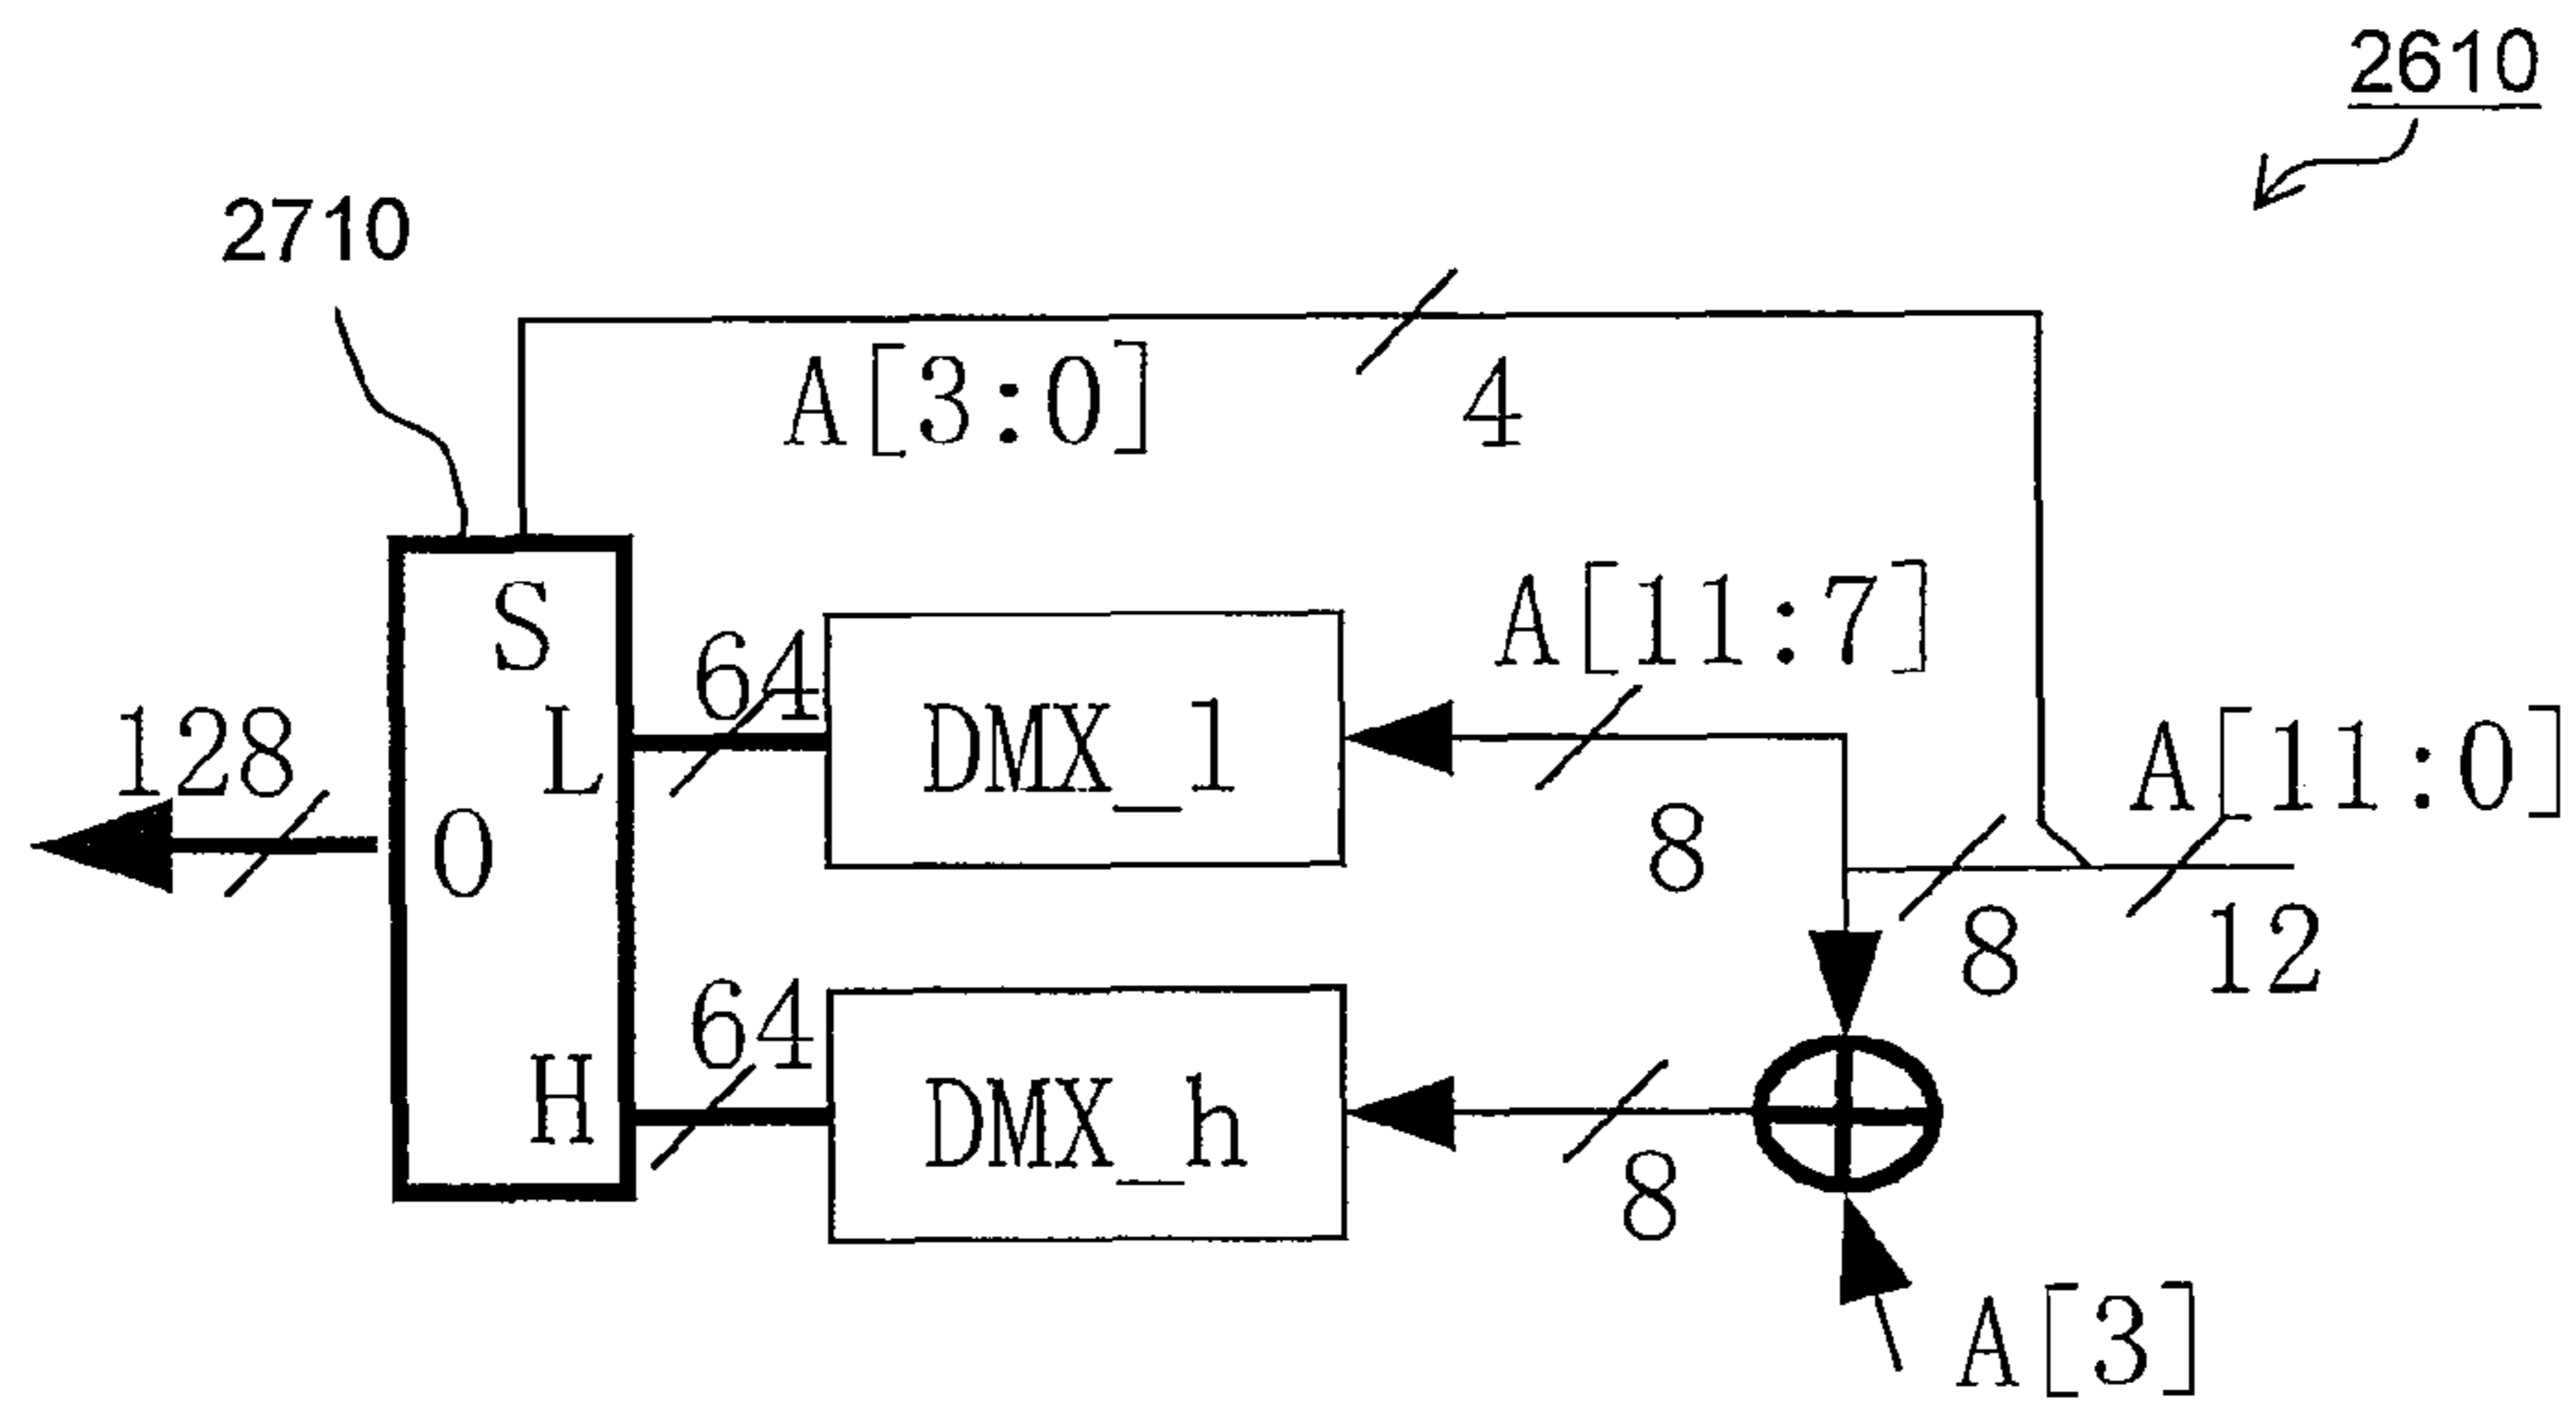 2610
2710
A[3:0]
4
S
64
DMX_l
A[11:7]
128
L
8
A[11:0]
O
8
12
H
64
DMX_h
8
A[3]